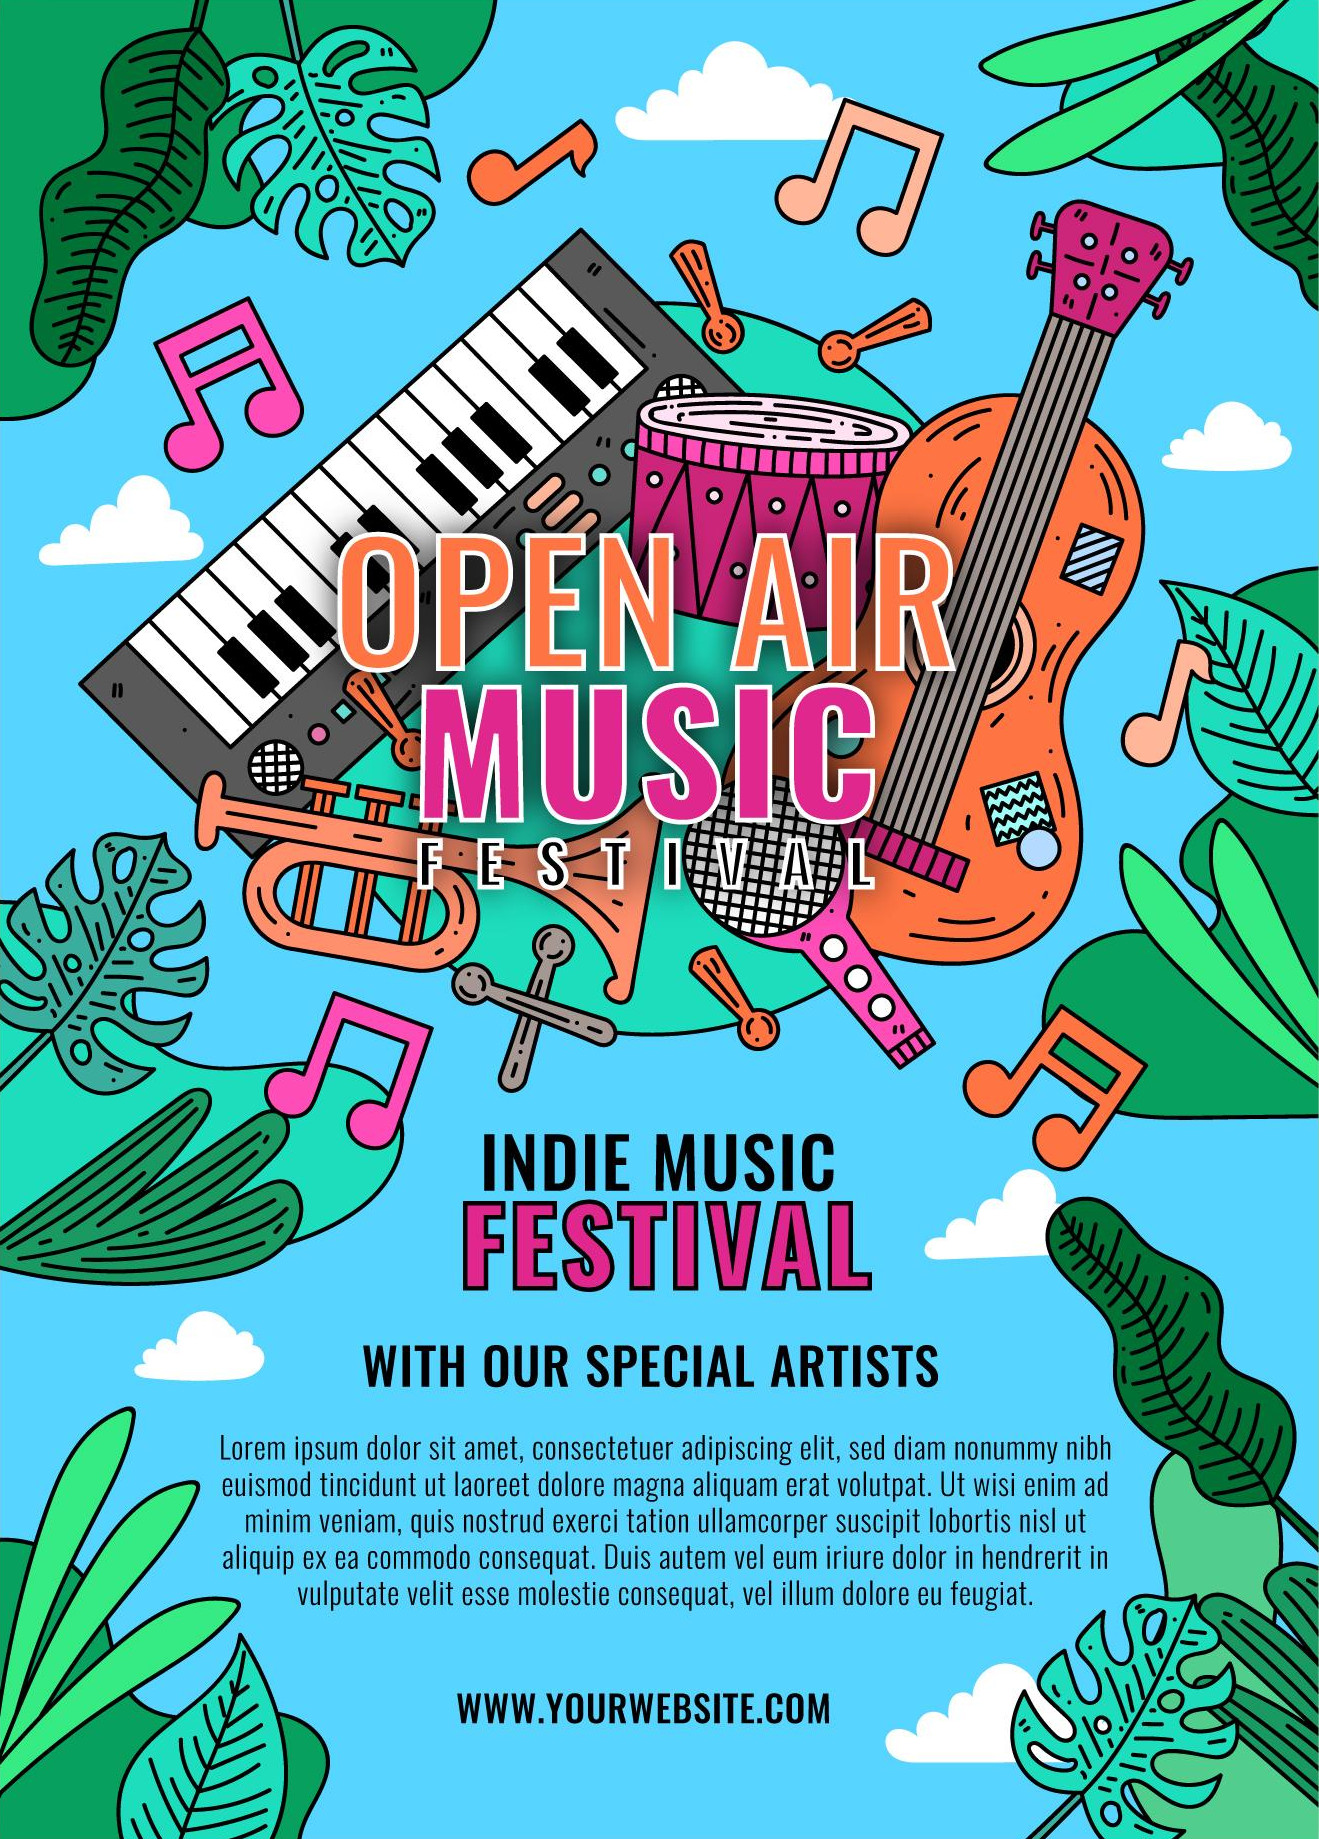 OPEN AIR
MUSIC
FESTIVAL
INDIE MUSIC
FESTIVAL
WITH OUR SPECIAL ARTISTS
Lorem ipsum dolor sit amet, consectetuer adipiscing elit, sed diam nonummy nibh
euismod tincidunt ut laoreet dolore magna aliquam erat volutpat. Ut wisi enim ad
minim veniam, quis nostrud exerci tation ullamcorper suscipit lobortis nisl ut
aliquip ex ea commodo consequat. Duis autem vel eum iriure dolor in hendrerit in
vulputate velit esse molestie consequat, vel illum dolore eu feugiat.
WWW.YOURWEBSITE.COM